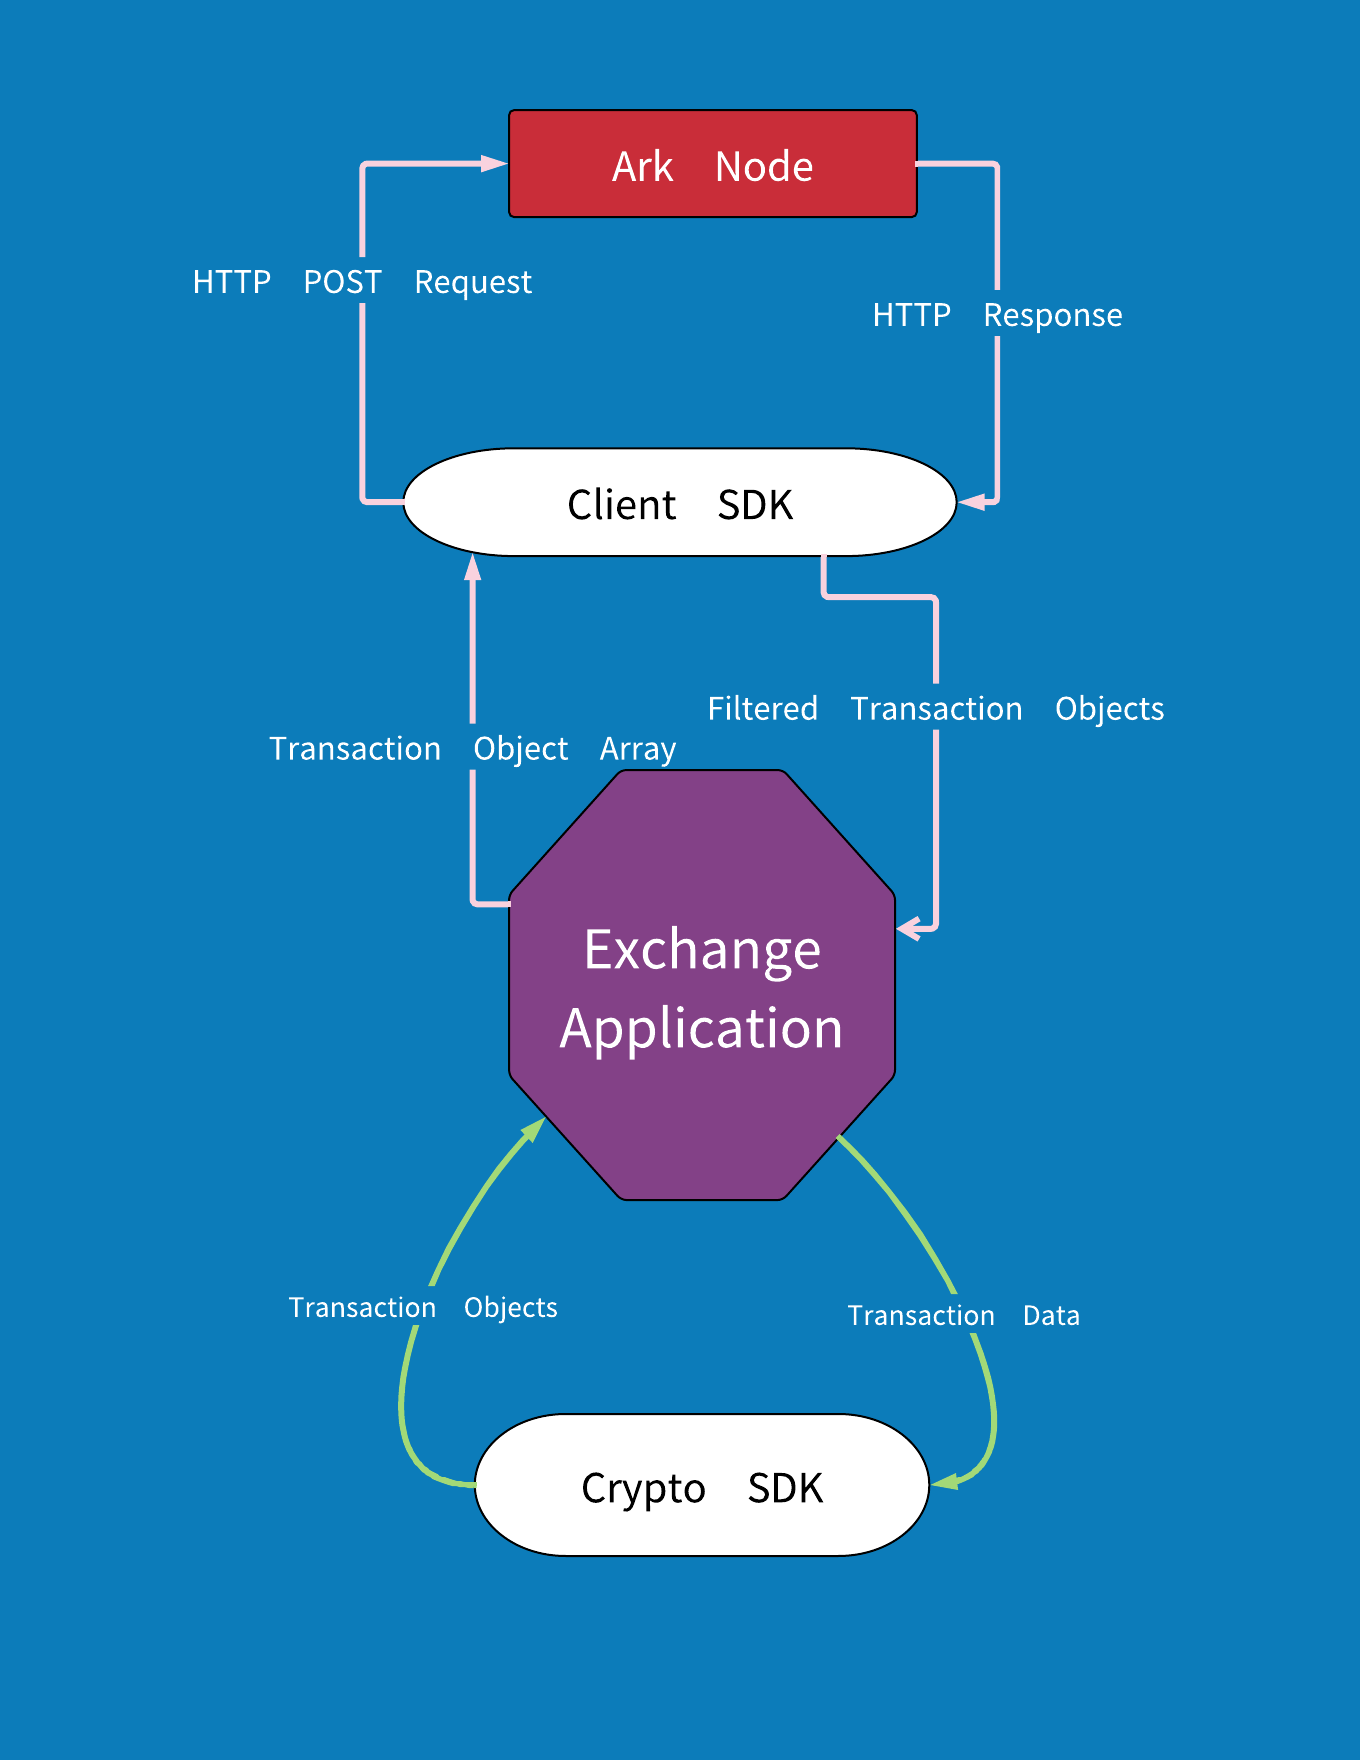 Ark Node
HTTP POST Request
HTTP Response
Client SDK
Filtered Transaction Objects
Transaction Object Array
Exchange
Application
Transaction Objects
Transaction Data
Crypto SDK